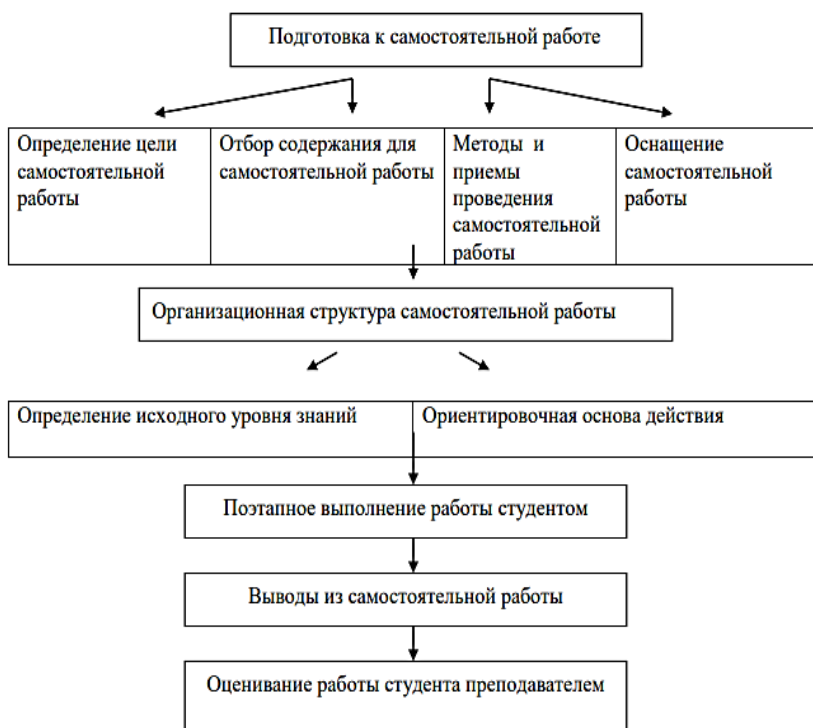 Подготовка к самостоятельной работе
Определение цели
самостоятельной
работы
Отбор содержания для
самостоятельной работы
Методы и
приемы
проведения
самостоятельной
работы
Оснащение
самостоятельной
работы
Организационная структура самостоятельной работы
Определение исходного уровня знаний
Ориентировочная основа действия
Поэтапное выполнение работы студентом
Выводы из самостоятельной работы
Оценивание работы студента преподавателем